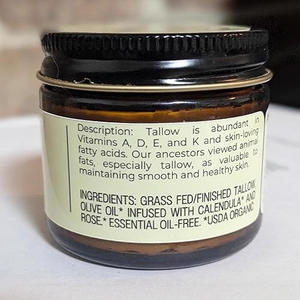 Description: Tallow is abundant in
Vitamins A, D, E, and K and skin-loving
fatty acids. Our ancestors viewed animal
fats, especially tallow, as valuable to
maintaining smooth and healthy skin.
INGREDIENTS: GRASS FED/FINISHED TALLOW,
OLIVE OIL* INFUSED WITH CALENDULA* AND
ROSE.* ESSENTIAL OIL-FREE. *USDA ORGANIC